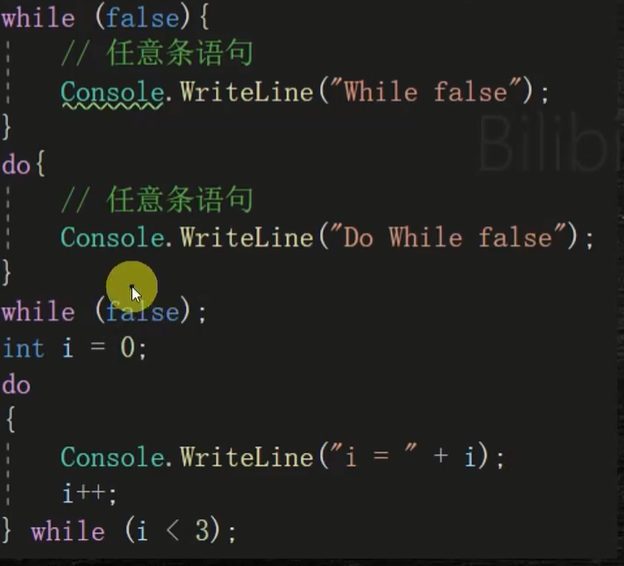 while (false){
    // 任意条语句
    Console.WriteLine("While false");
}
Bilibi
do{
    // 任意条语句
    Console.WriteLine("Do While false");
}
while (false);
int i = 0;
do
{
    Console.WriteLine("i = " + i);
    i++;
} while (i < 3);